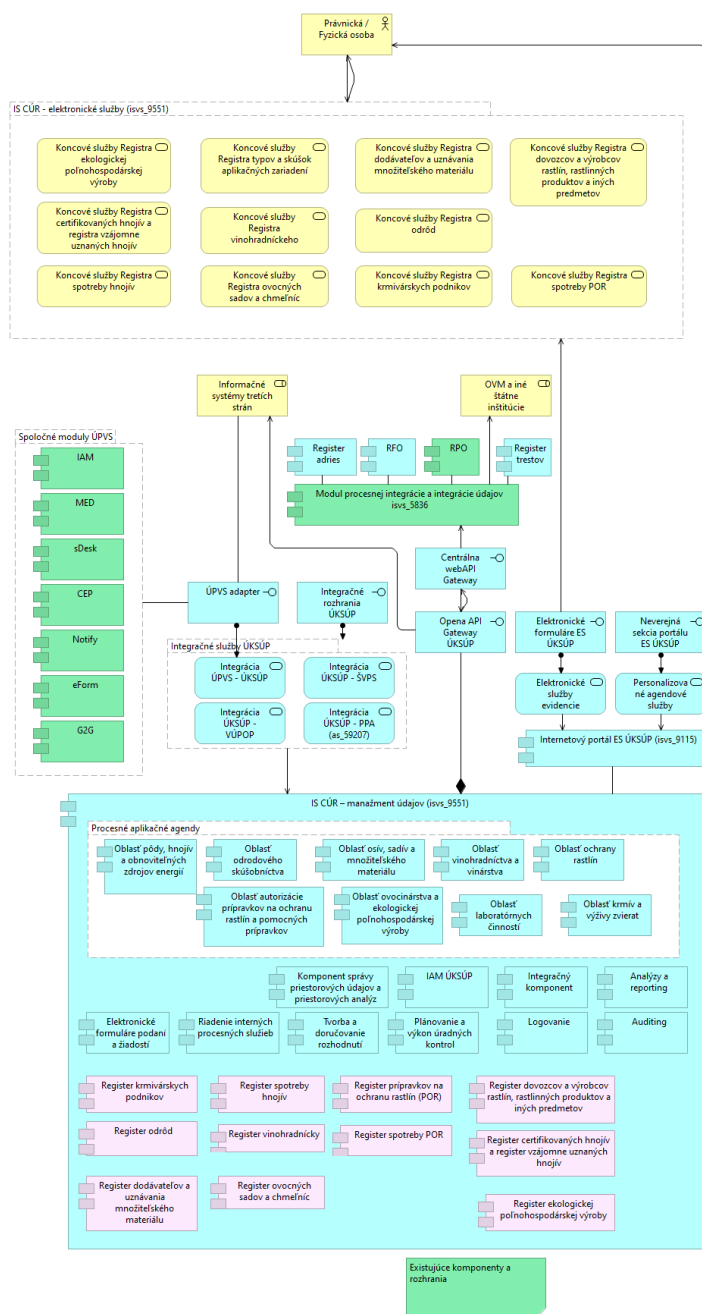 Právnická /
Fyzická osoba
IS CÚR - elektronické služby (isvs_9551)
Koncové služby Registra
ekologickej
poľnohospodárskej
výroby
Koncové služby
Registra typov a skúšok
aplikačných zariadení
Koncové služby Registra
dodávateľov a uznávania
množiteľského materiálu
Koncové služby Registra
dovozcov a výrobcov
rastlín, rastlinných
produktov a iných
predmetov
Koncové služby Registra
certifikovaných hnojív a
registra vzájomne
uznaných hnojív
Koncové služby
Registra
vinohradníckeho
Koncové služby Registra
odrôd
Koncové služby Registra
spotreby hnojív
Koncové služby
Registra ovocných
sadov a chmeľníc
Koncové služby Registra
krmivárskych podnikov
Koncové služby Registra
spotreby POR
Informačné
systémy tretích
strán
OVM a iné
štátne
inštitúcie
Spoločné moduly ÚPVS
IAM
MED
sDesk
CEP
Notify
eForm
G2G
Register
adries
RFO
RPO
Register
trestov
Modul procesnej integrácie a integrácie údajov
isvs_5836
Centrálna
webAPI
Gateway
ÚPVS adapter
Integračné
rozhrania
ÚKSÚP
Opena API
Gateway
ÚKSÚP
Elektronické
formuláre ES
ÚKSÚP
Neverejná
sekcia portálu
ES ÚKSÚP
Integračné služby ÚKSÚP
Integrácia
ÚPVS - ÚKSÚP
Integrácia
ÚKSÚP - ŠVPS
Integrácia
ÚKSÚP -
VÚPOP
Integrácia
ÚKSÚP - PPA
(as_59207)
Elektronické
služby
evidencie
Personalizova
né agendové
služby
Internetový portál ES ÚKSÚP (isvs_9115)
IS CÚR – manažment údajov (isvs_9551)
Procesné aplikačné agendy
Oblasť pôdy, hnojív
a obnoviteľných
zdrojov energií
Oblasť
odrodového
skúšobníctva
Oblasť osív, sadív a
množiteľského
materiálu
Oblasť
vinohradníctva a
vinárstva
Oblasť ochrany
rastlín
Oblasť autorizácie
prípravkov na ochranu
rastlín a pomocných
prípravkov
Oblasť ovocinárstva a
ekologickej
poľnohospodárskej
výroby
Oblasť
laboratórnych
činností
Oblasť krmív a
výživy zvierat
Komponent správy
priestorových údajov a
priestorových analýz
IAM ÚKSÚP
Integračný
komponent
Analýzy a
reporting
Elektronické
formuláre podaní
a žiadostí
Riadenie interných
procesných služieb
Tvorba a
doručovanie
rozhodnutí
Plánovanie a
výkon úradných
kontrol
Logovanie
Auditing
Register krmivárskych
podnikov
Register spotreby
hnojív
Register prípravkov na
ochranu rastlín (POR)
Register dovozcov a výrobcov
rastlín, rastlinných produktov a
iných predmetov
Register odrôd
Register vinohradnícky
Register spotreby POR
Register certifikovaných hnojív
a register vzájomne uznaných
hnojív
Register dodávateľov a
uznávania
množiteľského
materiálu
Register ovocných
sadov a chmeľníc
Register ekologickej
poľnohospodárskej výroby
Existujúce komponenty a
rozhrania